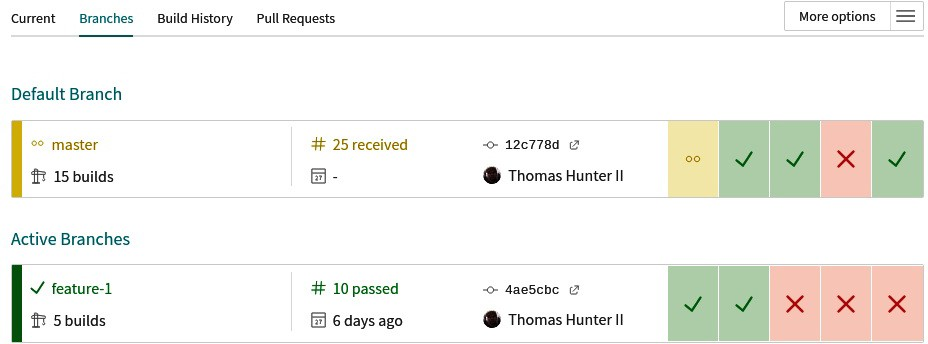 Current Branches Build History Pull Requests More options
Default Branch
master # 25 received 12c778d
15 builds - Thomas Hunter II
Active Branches
feature-1 # 10 passed 4ae5cbc
5 builds 6 days ago Thomas Hunter II